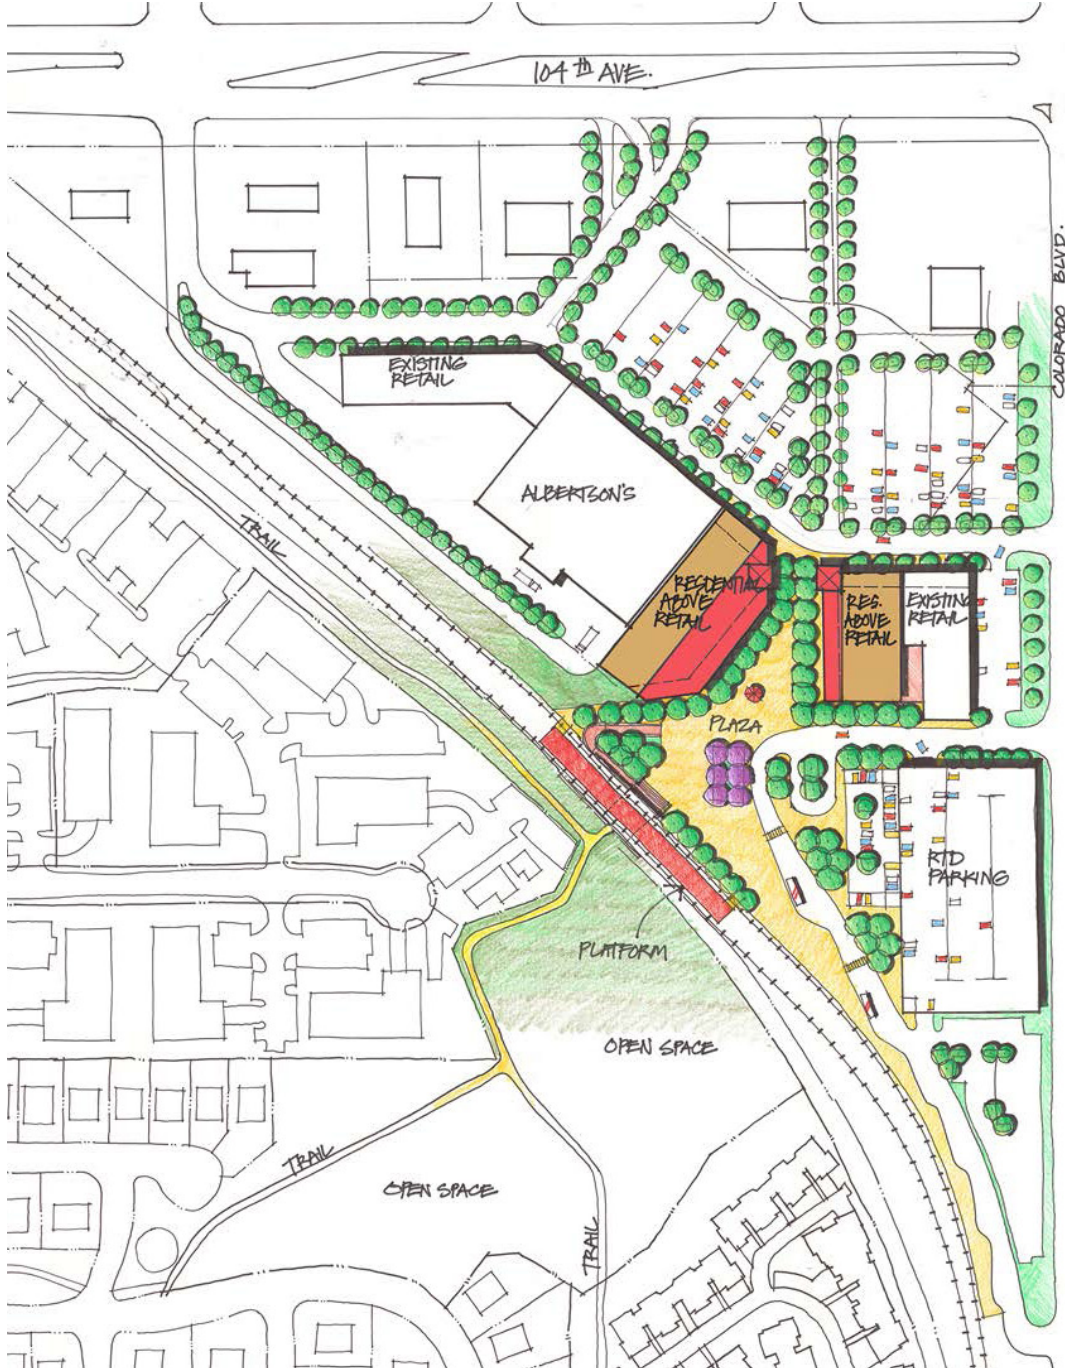 104th AVE.
COLORADO BLVD.
EXISTING
RETAIL
ALBERTSON'S
TRAIL
RESIDENTIAL
ABOVE
RETAIL
RES.
ABOVE
RETAIL
EXISTING
RETAIL
PLAZA
RTD
PARKING
PLATFORM
OPEN SPACE
TRAIL
OPEN SPACE
TRAIL